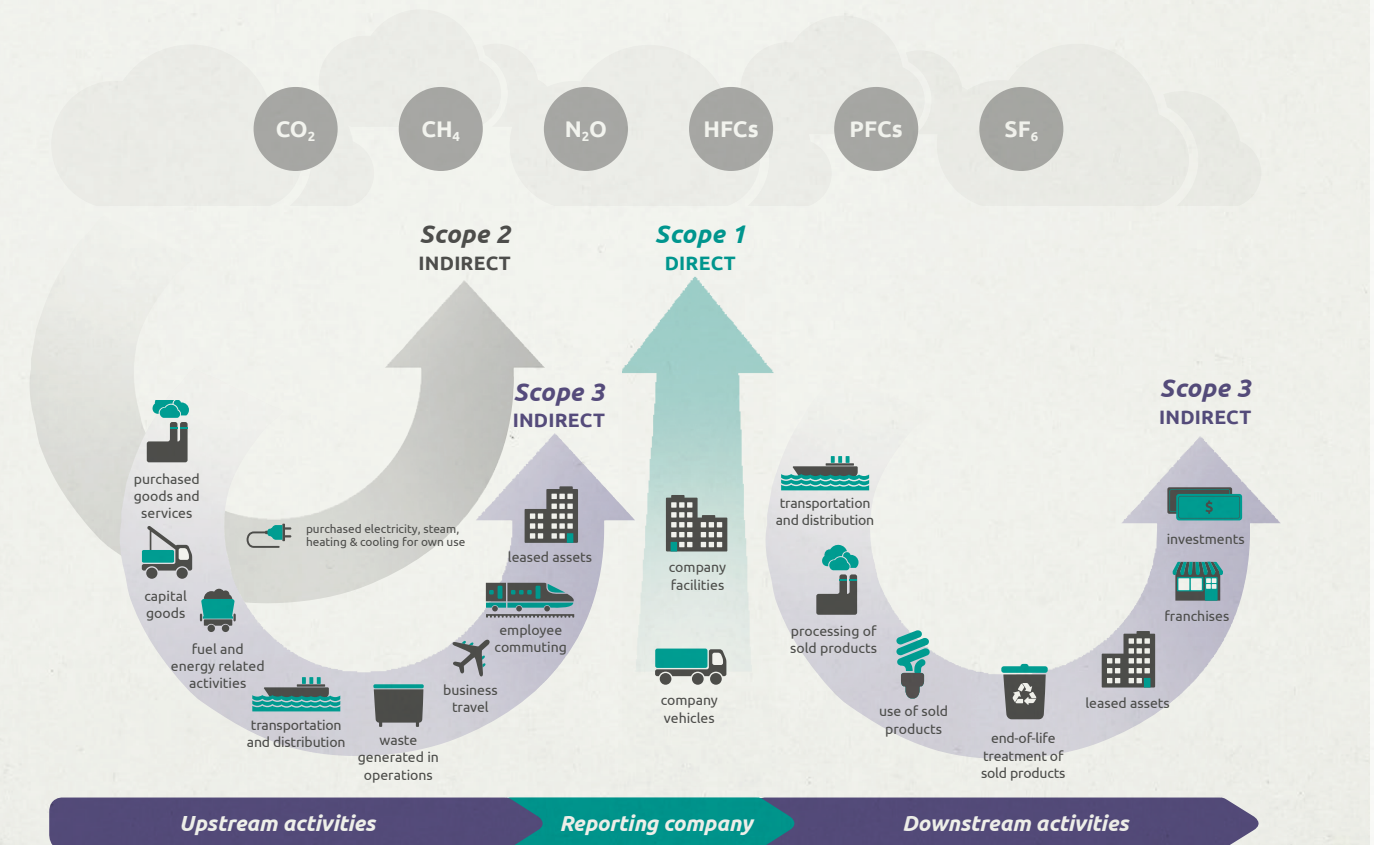 CO₂
CH₄
N₂O
HFCs
PFCs
SF₆
Scope 2
INDIRECT
Scope 1
DIRECT
Scope 3
INDIRECT
Scope 3
INDIRECT
purchased
goods and
services
capital
goods
fuel and
energy related
activities
transportation
and distribution
waste
generated in
operations
business
travel
employee
commuting
leased assets
purchased electricity, steam,
heating & cooling for own use
company
facilities
company
vehicles
transportation
and distribution
processing of
sold products
use of sold
products
end-of-life
treatment of
sold products
leased assets
franchises
investments
$
Upstream activities
Reporting company
Downstream activities